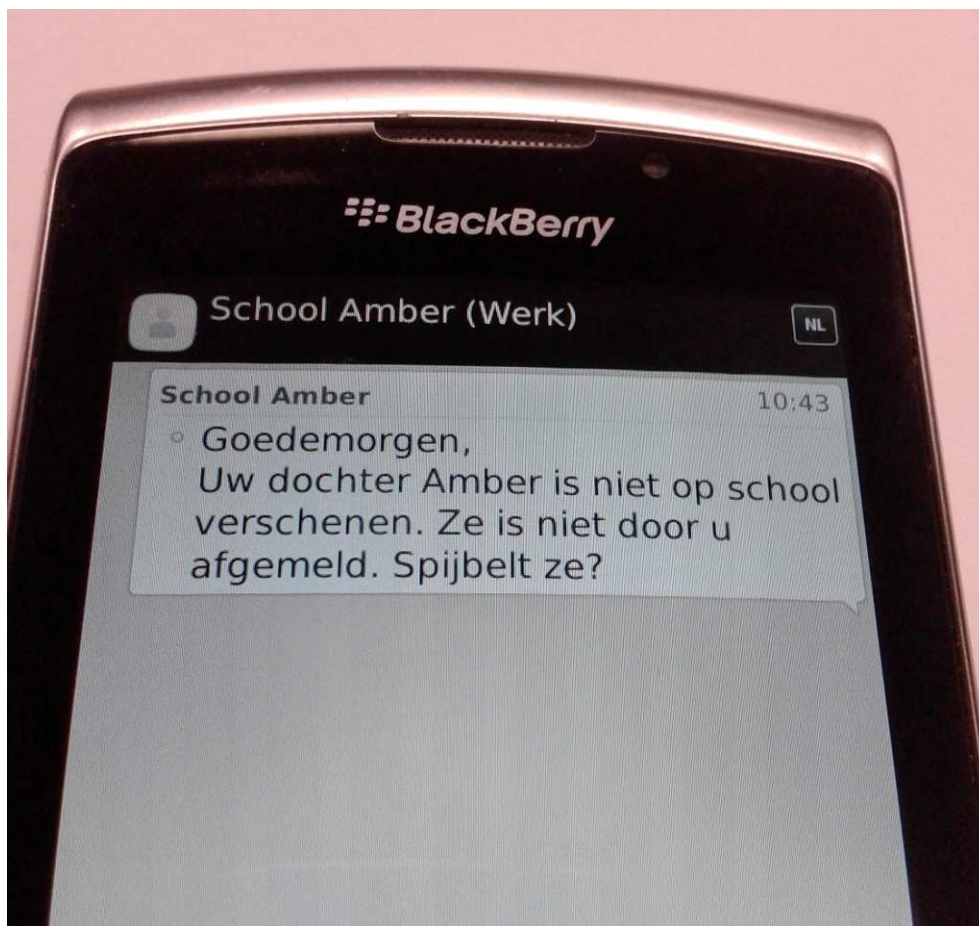 BlackBerry
School Amber (Werk)
NL
School Amber 10:43
Goedemorgen,
Uw dochter Amber is niet op school
verschenen. Ze is niet door u
afgemeld. Spijbelt ze?